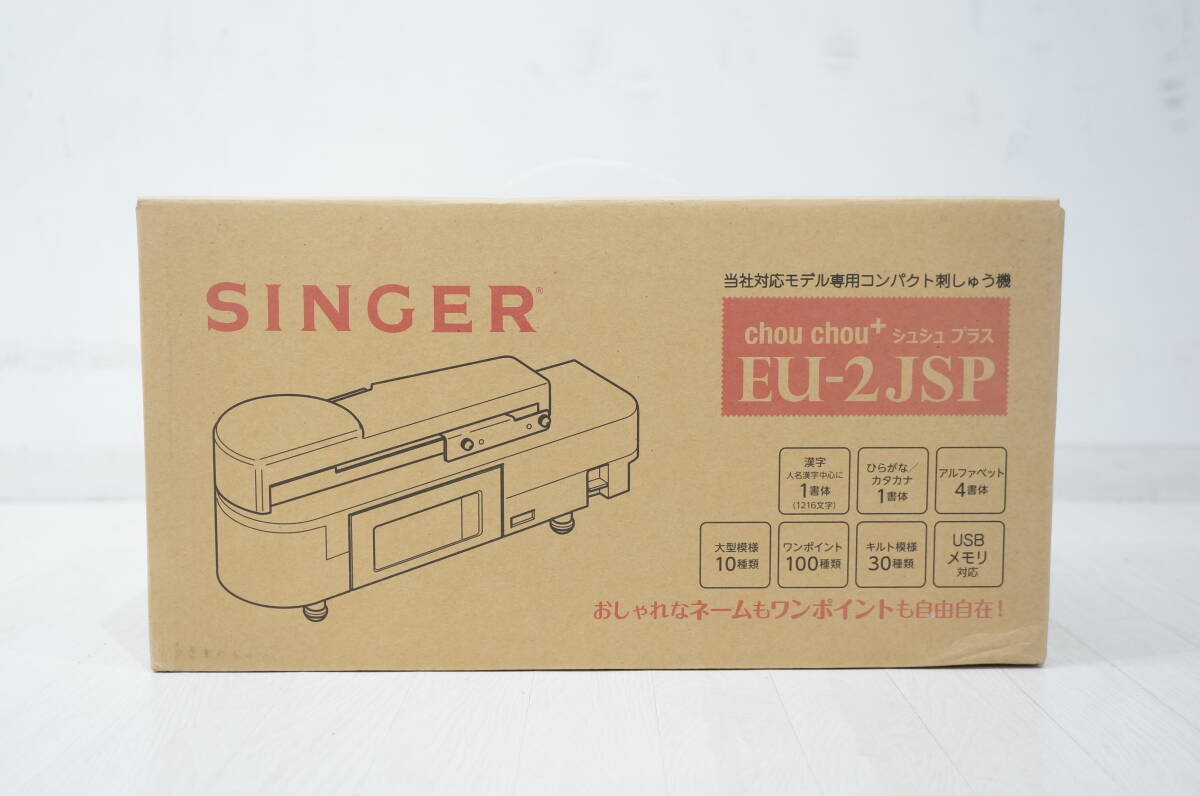 SINGER®
当社対応モデル専用コンパクト刺しゅう機
chou chou+ シュシュ プラス
EU-2 JSP
漢字
人名漢字中心に
1書体
(1216文字)
ひらがな/
カタカナ
1書体
アルファベット
4書体
大型模様
10種類
ワンポイント
100種類
キルト模様
30種類
USB
メモリ
対応
おしゃれなネームもワンポイントも自由自在!